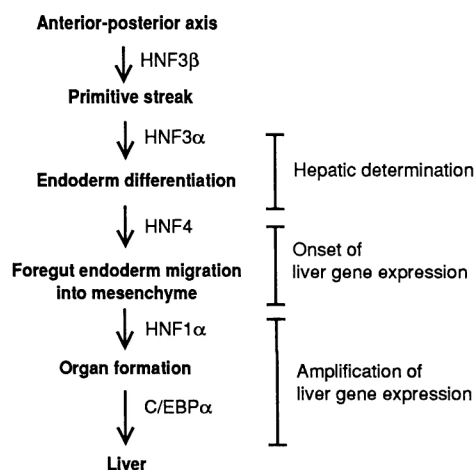 Anterior-posterior axis
HNF3β
Primitive streak
HNF3α
Hepatic determination
Endoderm differentiation
HNF4
Onset of
liver gene expression
Foregut endoderm migration
into mesenchyme
HNF1α
Organ formation
Amplification of
liver gene expression
C/EBPα
Liver